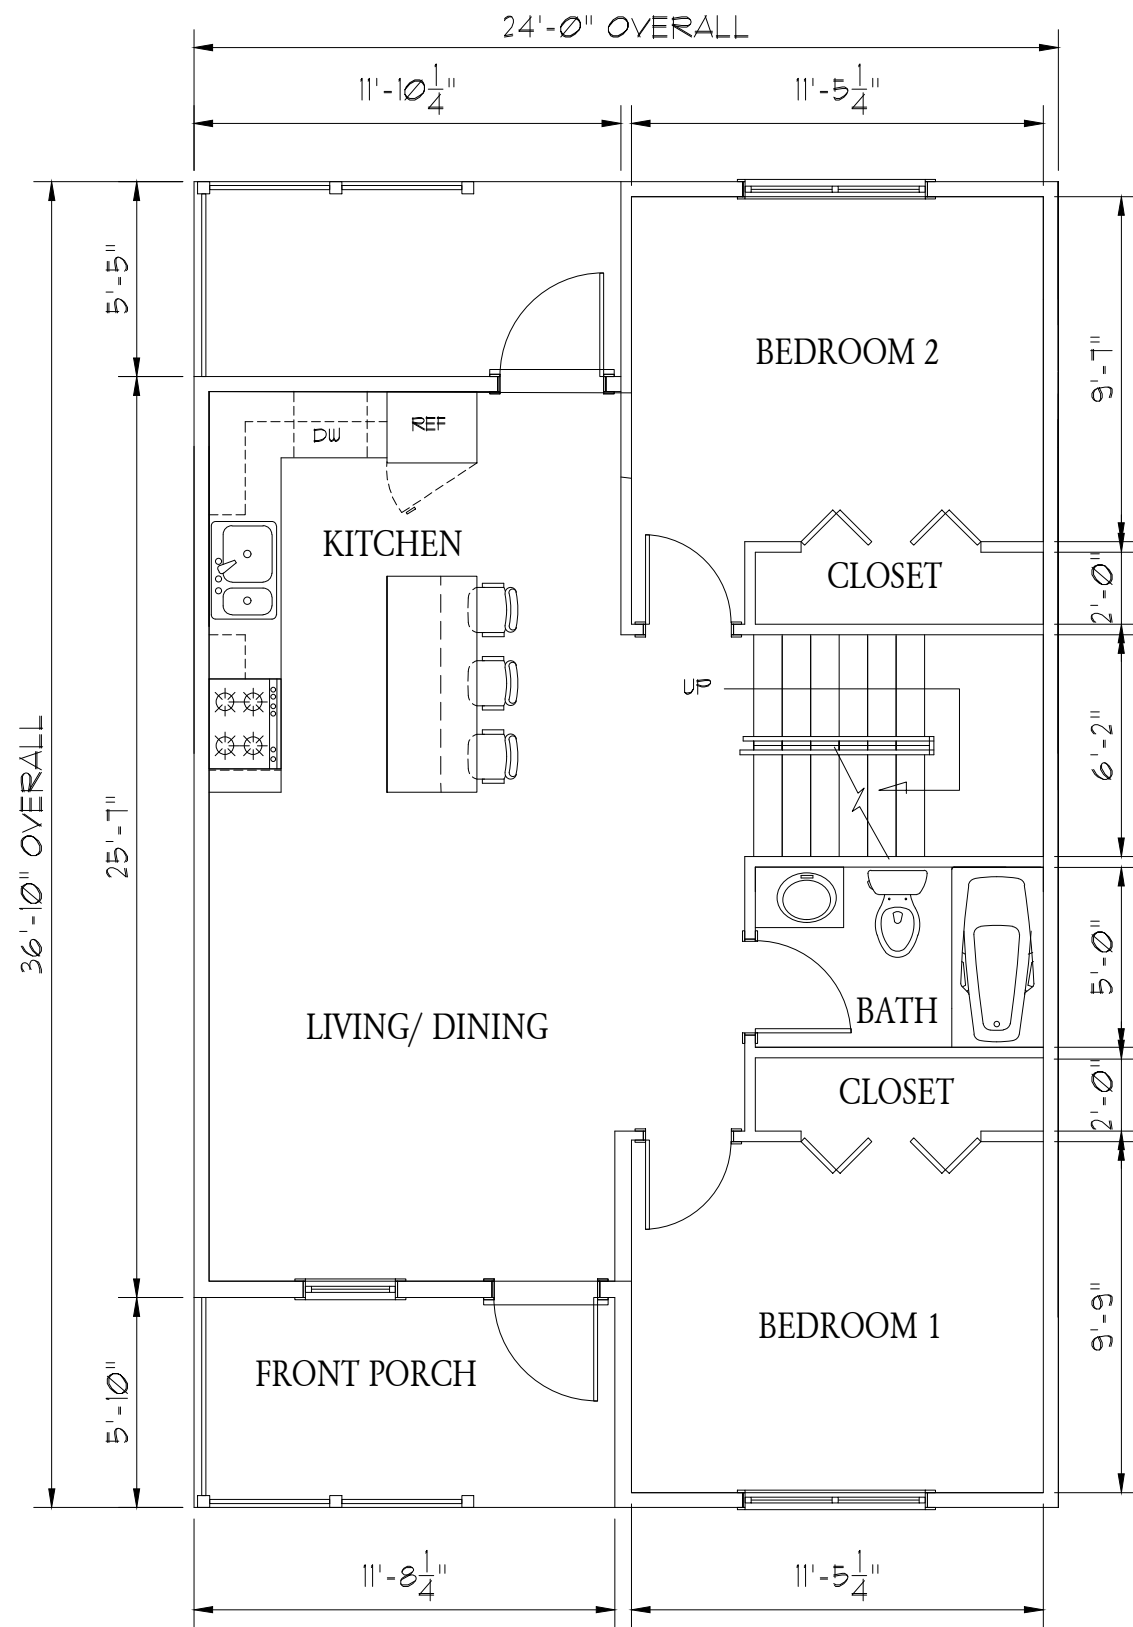 24'-0" OVERALL
11'-10 1/4"
11'-5 1/4"
5'-5"
BEDROOM 2
9'-7"
DW
REF
KITCHEN
CLOSET
2'-0"
UP
6'-2"
36'-10" OVERALL
25'-7"
5'-0"
BATH
LIVING/ DINING
CLOSET
2'-0"
BEDROOM 1
9'-9"
FRONT PORCH
5'-10"
11'-8 1/4"
11'-5 1/4"